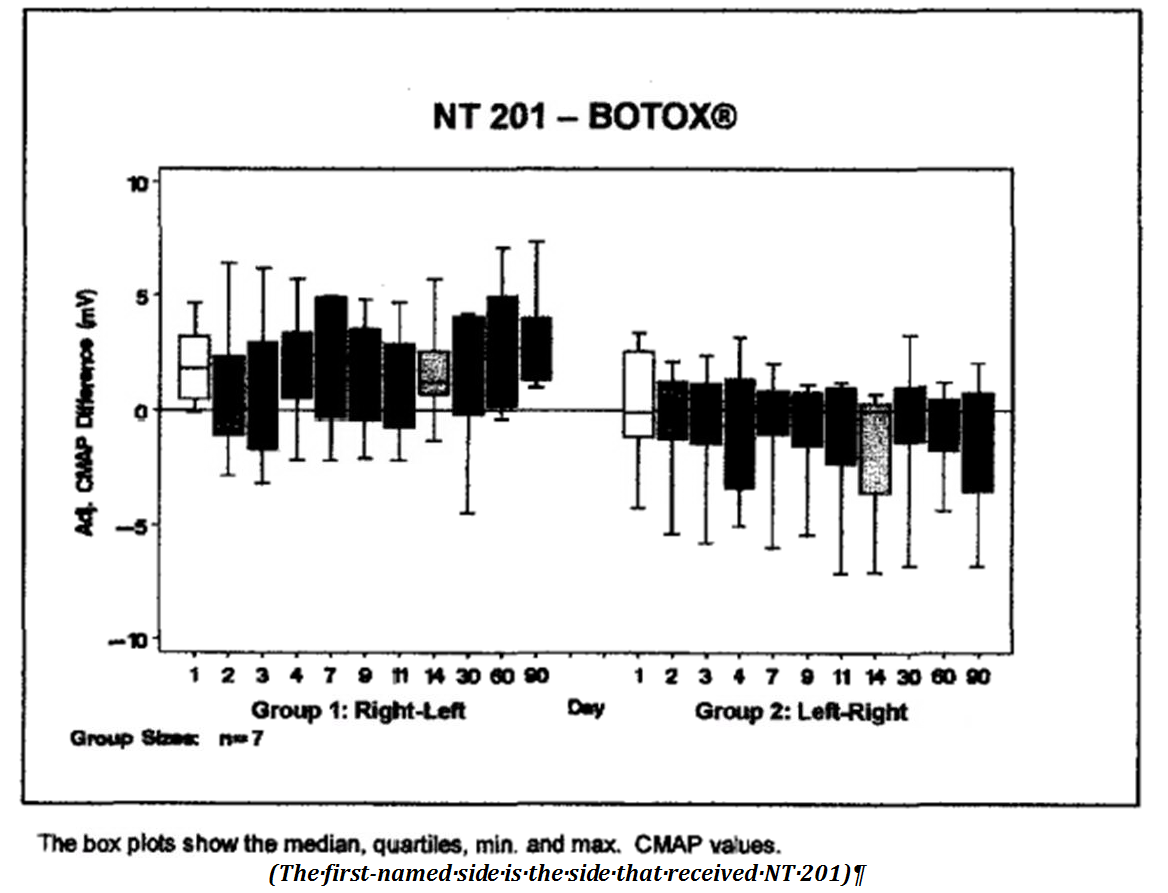 NT 201 – BOTOX®
Adj. CMAP Difference (mV)
10
5
0
−5
−10
1 2 3 4 7 9 11 14 30 60 90 1 2 3 4 7 9 11 14 30 60 90
Group 1: Right-Left Day Group 2: Left-Right
Group Sizes: n=7
The box plots show the median, quartiles, min. and max. CMAP values.
(The·first-named·side·is·the·side·that·received·NT·201)¶